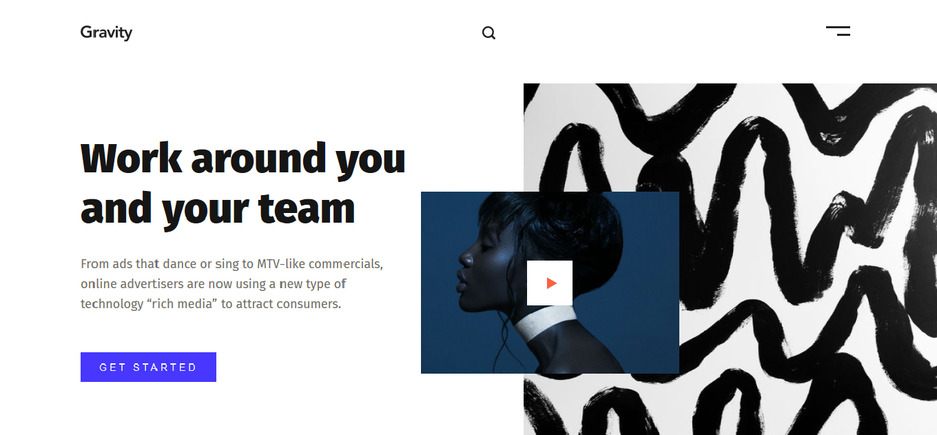 Gravity
Work around you
and your team
From ads that dance or sing to MTV-like commercials,
online advertisers are now using a new type of
technology “rich media” to attract consumers.
GET STARTED